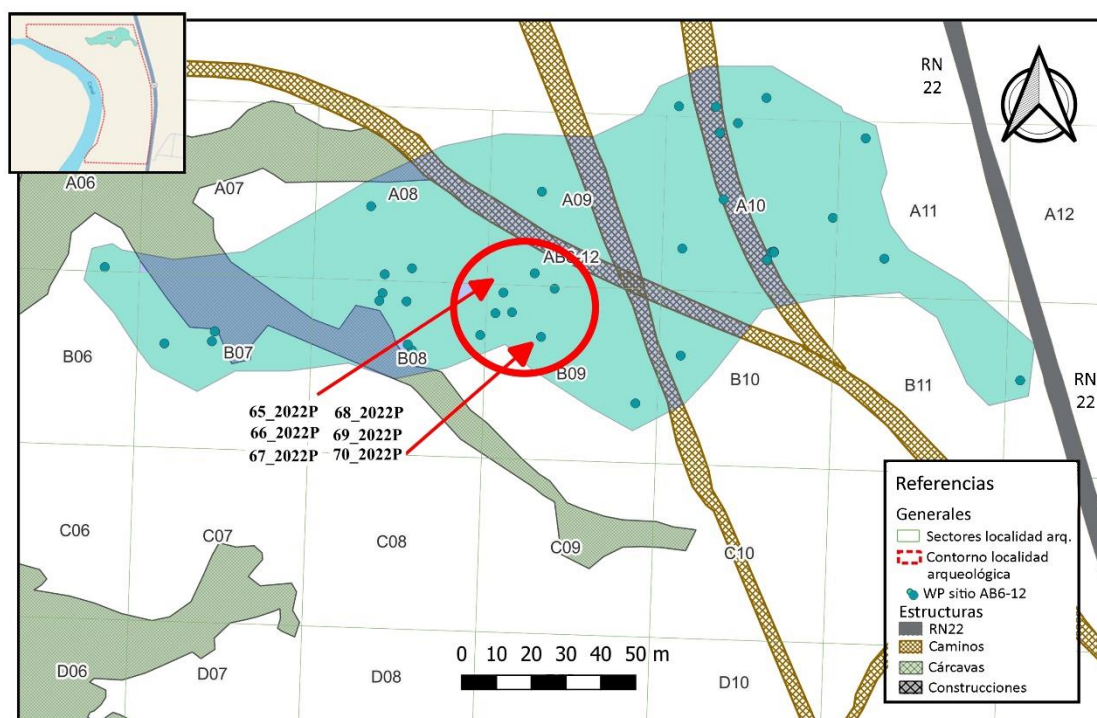 RN
22
A06
A07
A08
A09
A10
A11
A12
AB6-12
B06
B07
B08
B09
B10
B11
RN
22
65_2022P 68_2022P
66_2022P 69_2022P
67_2022P 70_2022P
C06
C07
C08
C09
C10
D06
D07
D08
D10
0 10 20 30 40 50 m
Referencias
Generales
Sectores localidad arq.
Contorno localidad
arqueológica
WP sitio AB6-12
Estructuras
RN22
Caminos
Cárcavas
Construcciones